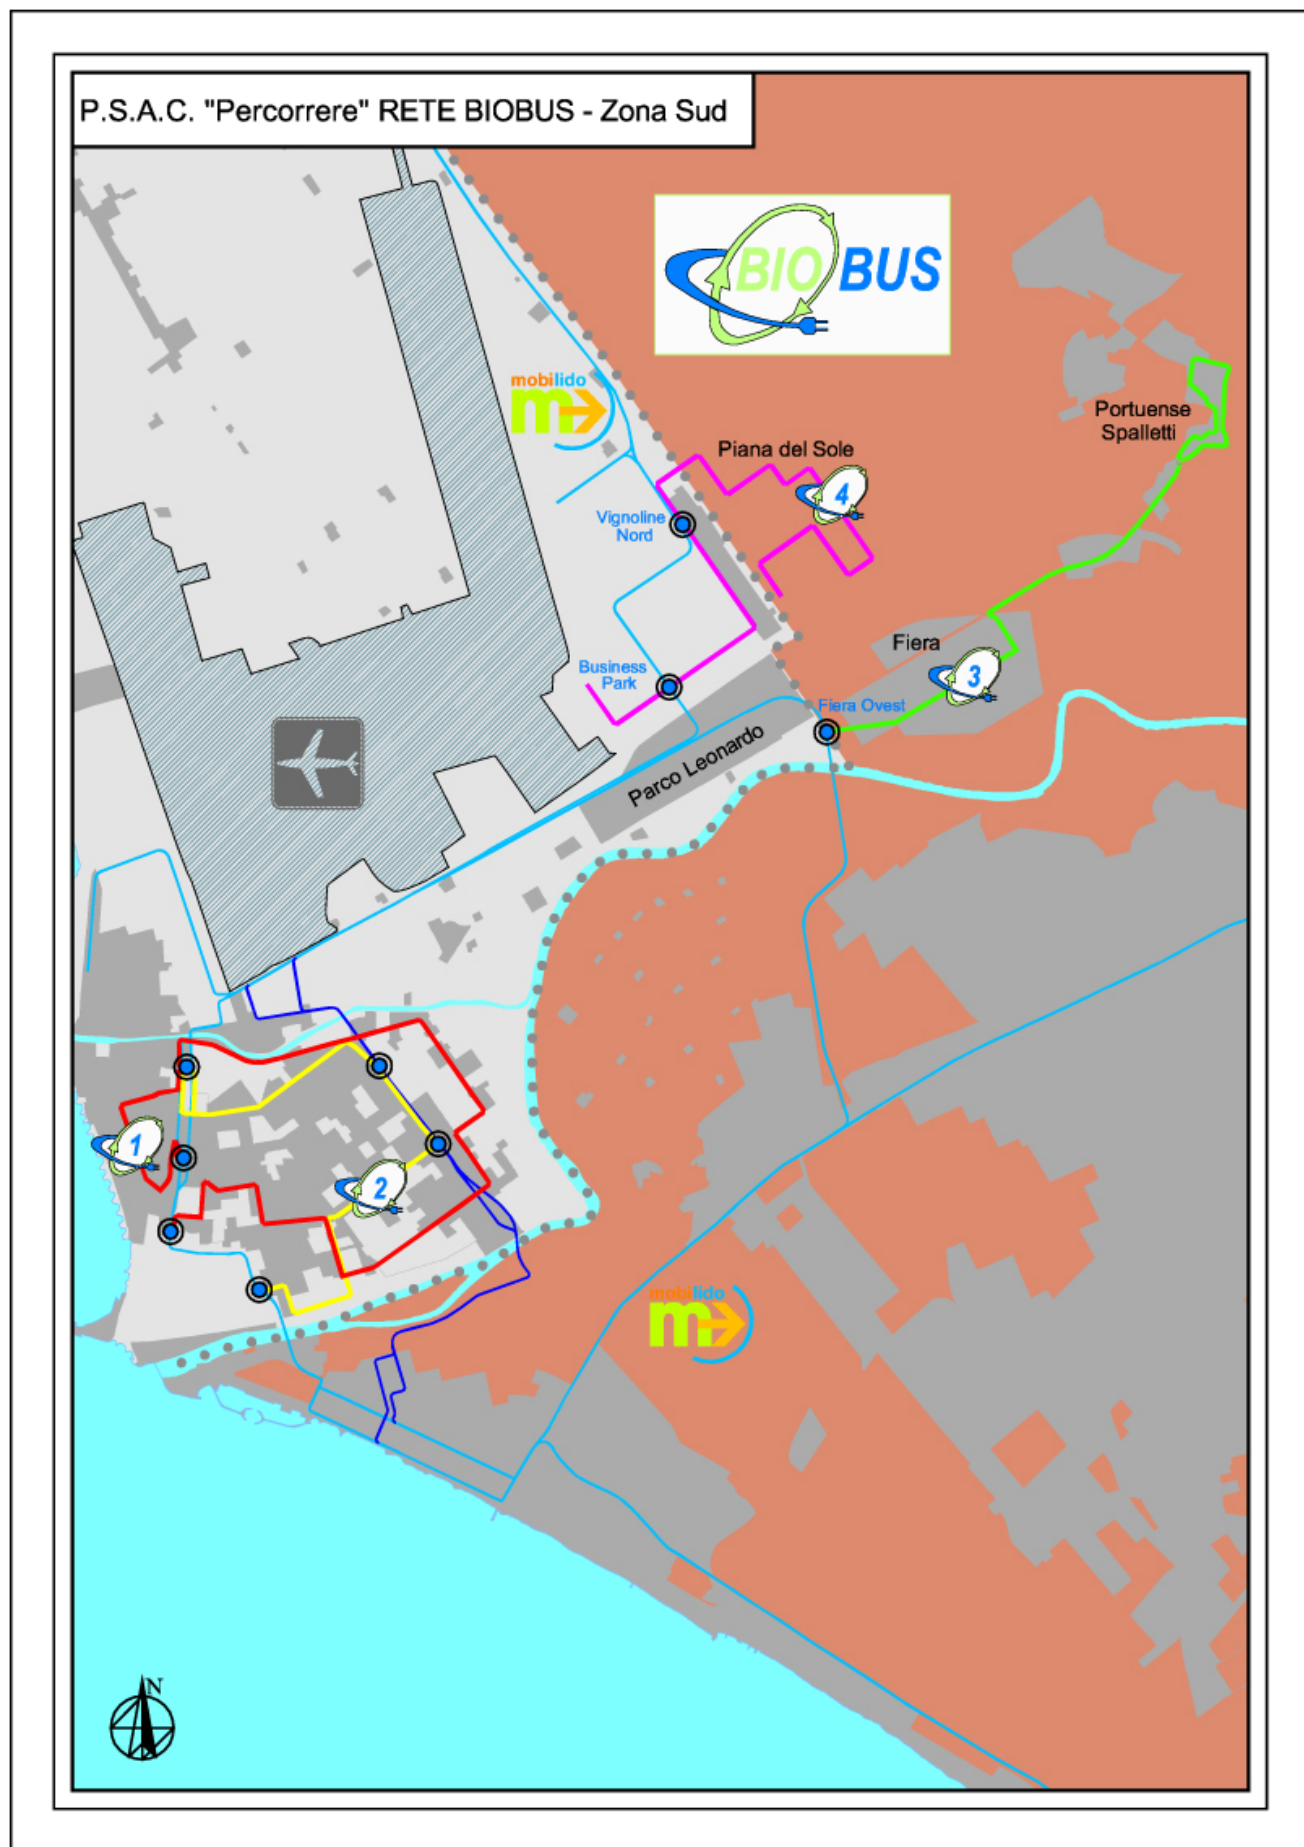 P.S.A.C. "Percorrere" RETE BIOBUS - Zona Sud
BIO BUS
mobilido
m
Portuense
Spalletti
Piana del Sole
4
Vignoline
Nord
Fiera
3
Business
Park
Fiera Ovest
Parco Leonardo
1
2
mobilido
m
N